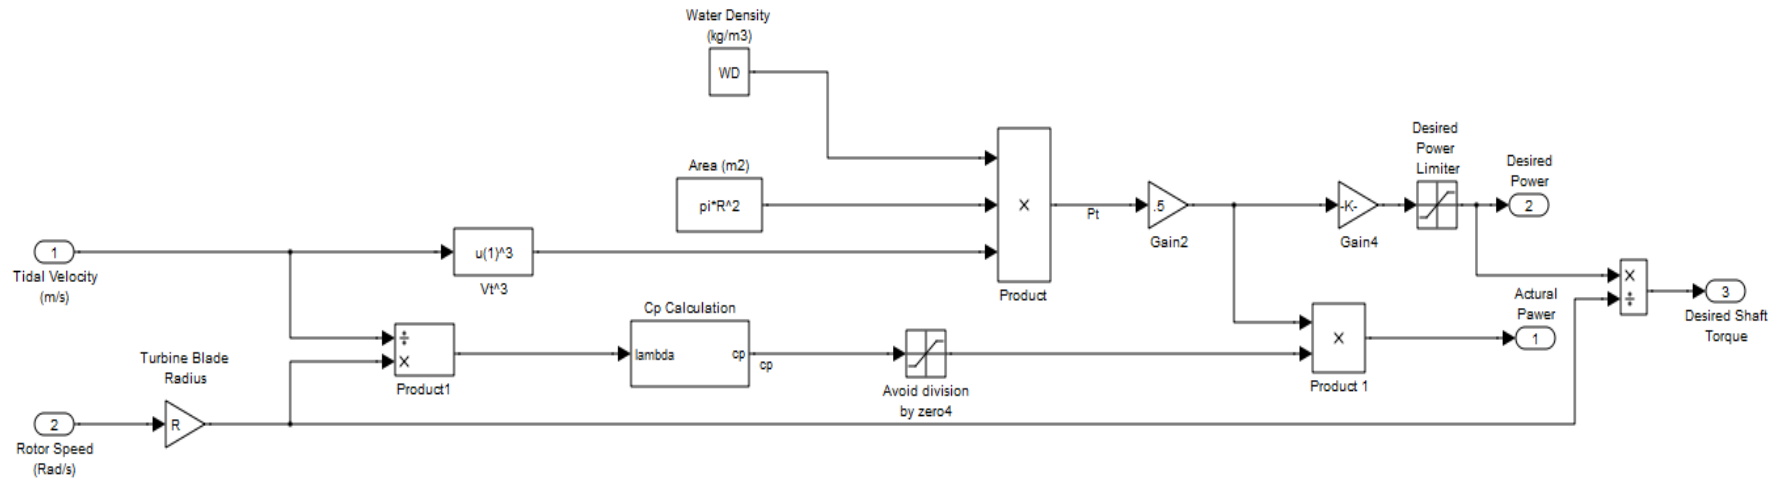 Water Density
(kg/m3)
WD
Area (m2)
pi*R^2
1
Tidal Velocity
(m/s)
u(1)^3
Vt^3
X
Product
Pt
.5
Gain2
-K-
Gain4
Desired
Power
Limiter
Desired
Power
2
Turbine Blade
Radius
÷
X
Product1
Cp Calculation
lambda
cp
cp
Avoid division
by zero4
X
Product 1
Actural
Pawer
1
X
÷
3
Desired Shaft
Torque
2
Rotor Speed
(Rad/s)
R